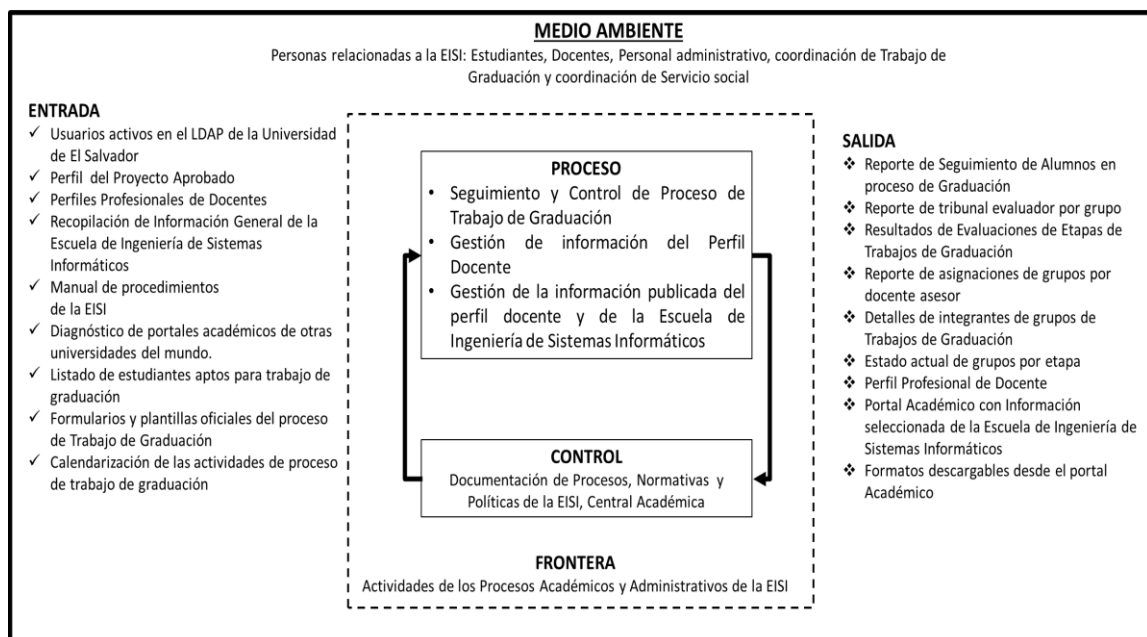 MEDIO AMBIENTE
Personas relacionadas a la EISI: Estudiantes, Docentes, Personal administrativo, coordinación de Trabajo de
Graduación y coordinación de Servicio social
ENTRADA
✓ Usuarios activos en el LDAP de la Universidad
de El Salvador
✓ Perfil del Proyecto Aprobado
✓ Perfiles Profesionales de Docentes
✓ Recopilación de Información General de la
Escuela de Ingeniería de Sistemas
Informáticos
✓ Manual de procedimientos
de la EISI
✓ Diagnóstico de portales académicos de otras
universidades del mundo.
✓ Listado de estudiantes aptos para trabajo de
graduación
✓ Formularios y plantillas oficiales del proceso
de Trabajo de Graduación
✓ Calendarización de las actividades de proceso
de trabajo de graduación
PROCESO
• Seguimiento y Control de Proceso de
Trabajo de Graduación
• Gestión de información del Perfil
Docente
• Gestión de la información publicada del
perfil docente y de la Escuela de
Ingeniería de Sistemas Informáticos
CONTROL
Documentación de Procesos, Normativas y
Políticas de la EISI, Central Académica
FRONTERA
Actividades de los Procesos Académicos y Administrativos de la EISI
SALIDA
❖ Reporte de Seguimiento de Alumnos en
proceso de Graduación
❖ Reporte de tribunal evaluador por grupo
❖ Resultados de Evaluaciones de Etapas de
Trabajos de Graduación
❖ Reporte de asignaciones de grupos por
docente asesor
❖ Detalles de integrantes de grupos de
Trabajos de Graduación
❖ Estado actual de grupos por etapa
❖ Perfil Profesional de Docente
❖ Portal Académico con Información
seleccionada de la Escuela de Ingeniería de
Sistemas Informáticos
❖ Formatos descargables desde el portal
Académico